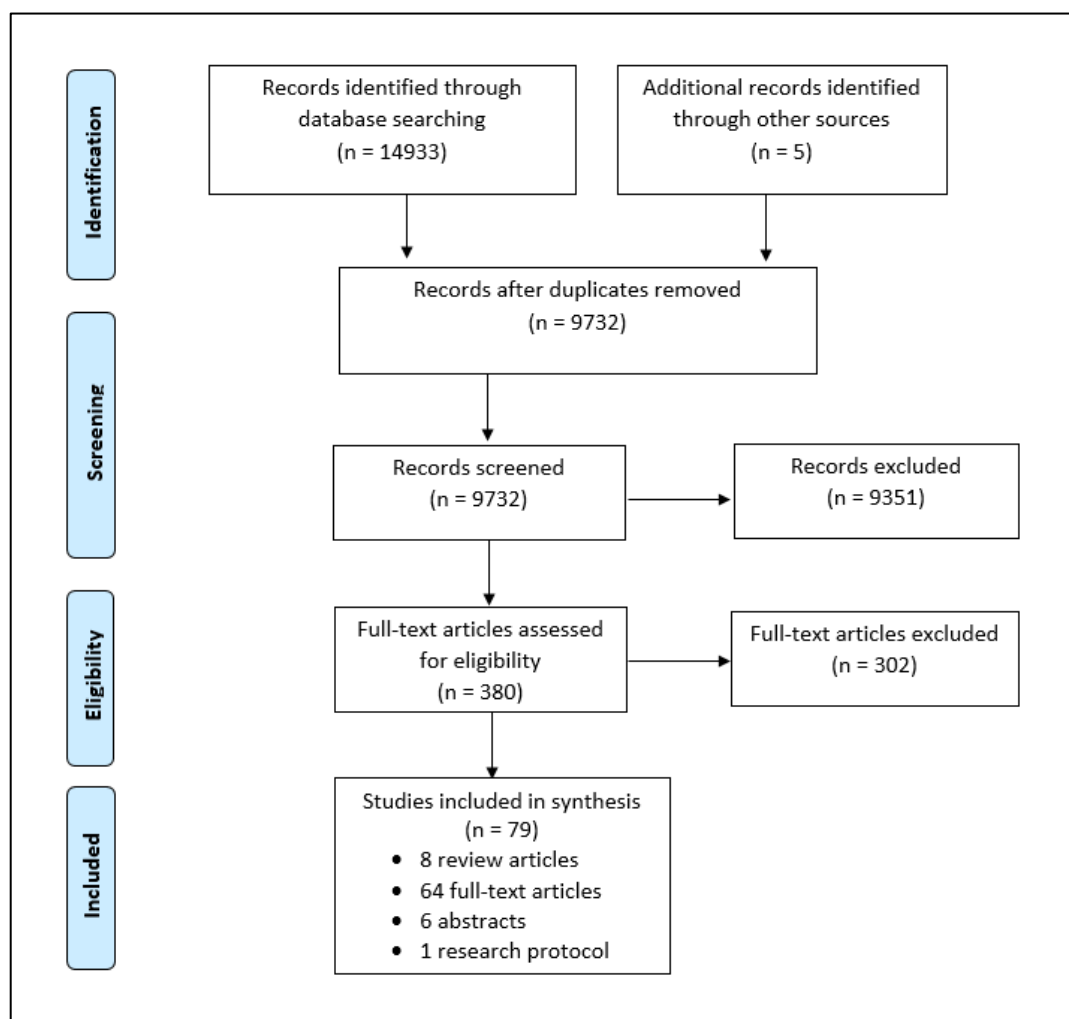 Identification
Records identified through
database searching
(n = 14933)
Additional records identified
through other sources
(n = 5)
Records after duplicates removed
(n = 9732)
Screening
Records screened
(n = 9732)
Records excluded
(n = 9351)
Eligibility
Full-text articles assessed
for eligibility
(n = 380)
Full-text articles excluded
(n = 302)
Included
Studies included in synthesis
(n = 79)
• 8 review articles
• 64 full-text articles
• 6 abstracts
• 1 research protocol